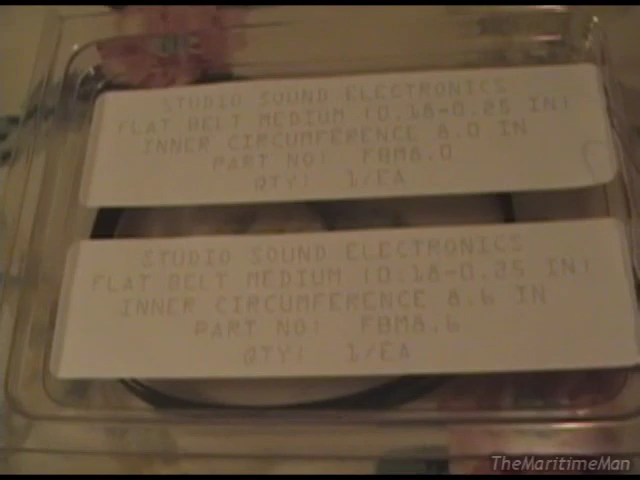 STUDIO SOUND ELECTRONICS
FLAT BELT MEDIUM (0.18-0.25 IN)
INNER CIRCUMFERENCE 8.0 IN
PART NO: FBM8.0
QTY: 1/EA
STUDIO SOUND ELECTRONICS
FLAT BELT MEDIUM (0.18-0.25 IN)
INNER CIRCUMFERENCE 8.6 IN
PART NO: FBM8.6
QTY: 1/EA
TheMaritimeMan